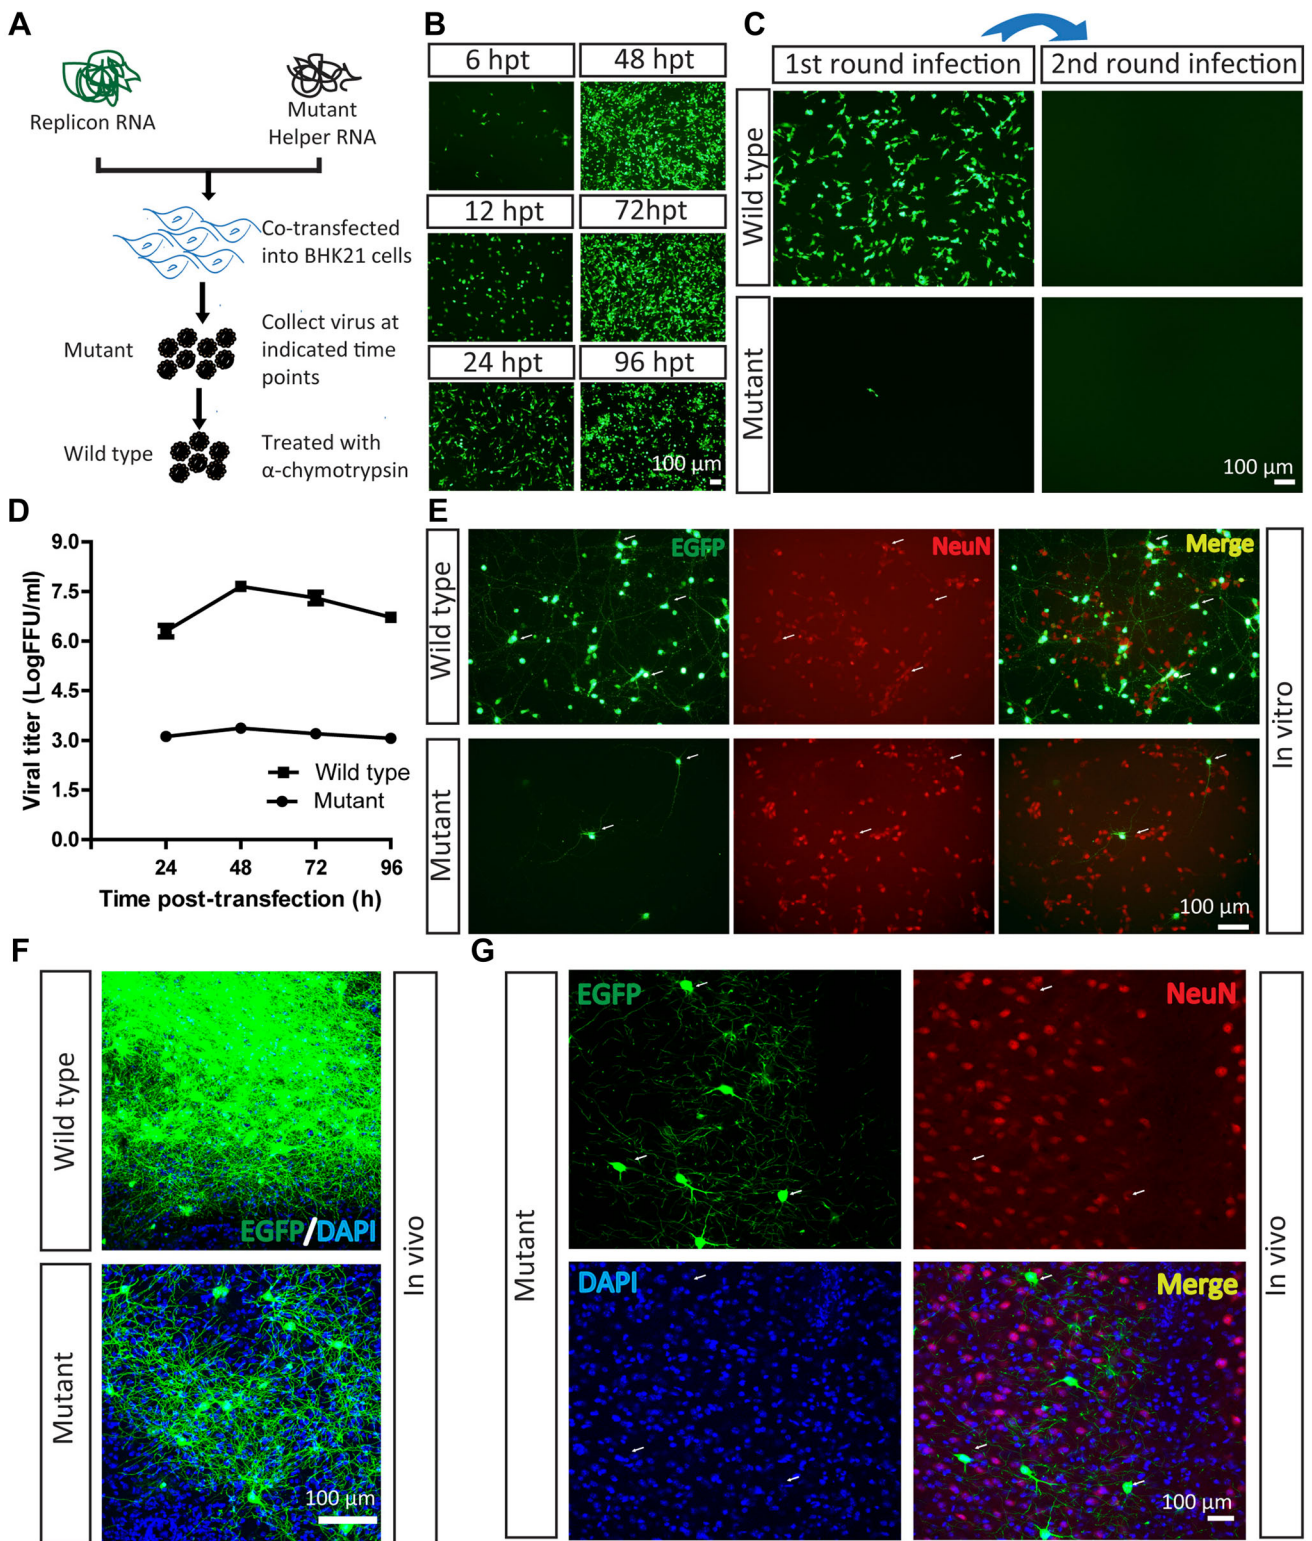 A
Replicon RNA
Mutant
Helper RNA
Co-transfected
into BHK21 cells
Mutant
Collect virus at
indicated time
points
Wild type
Treated with
α-chymotrypsin
B
6 hpt
48 hpt
12 hpt
72hpt
24 hpt
96 hpt
100 µm
C
1st round infection
2nd round infection
Wild type
Mutant
100 µm
D
Viral titer (LogFFU/ml)
9.0
7.5
6.0
4.5
3.0
1.5
0.0
Wild type
Mutant
24 48 72 96
Time post-transfection (h)
E
Wild type
EGFP
NeuN
Merge
Mutant
100 µm
In vitro
F
Wild type
EGFP/DAPI
Mutant
100 µm
In vivo
G
Mutant
EGFP
NeuN
DAPI
Merge
100 µm
In vivo